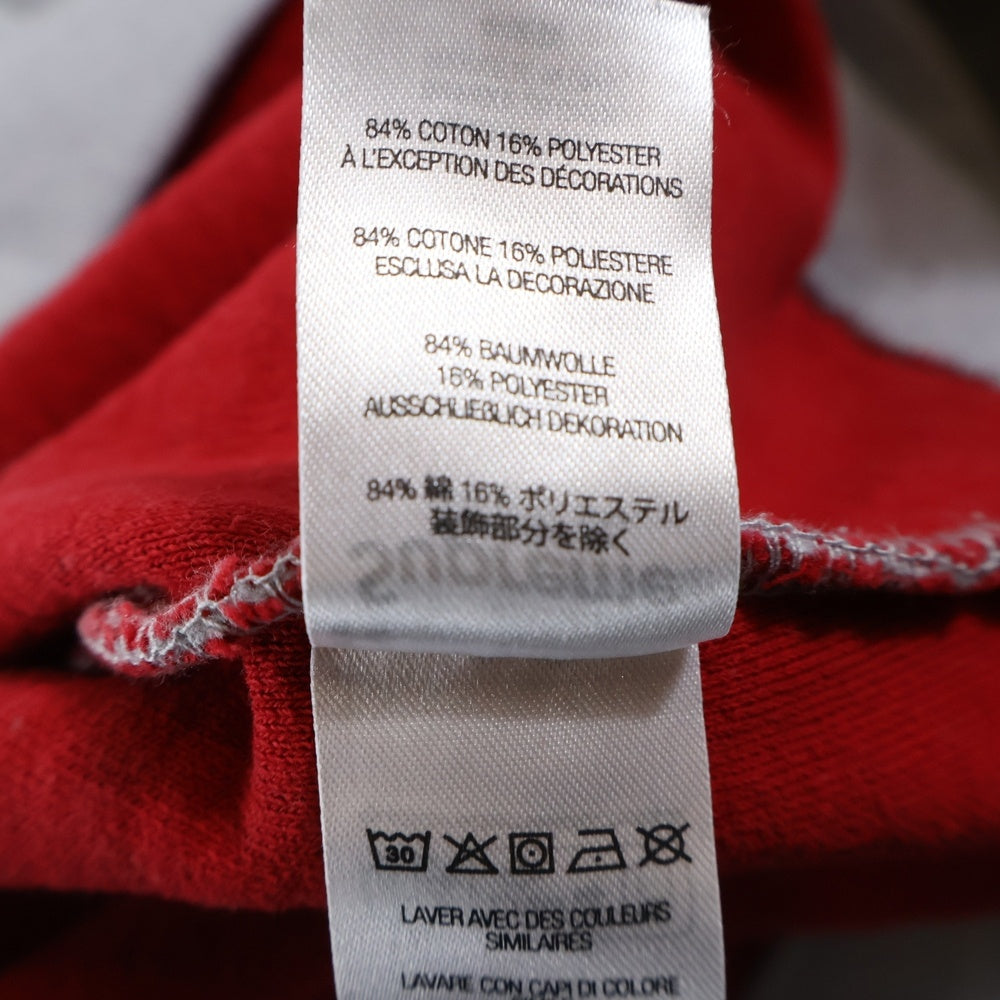 84% COTON 16% POLYESTER
À L'EXCEPTION DES DÉCORATIONS
84% COTONE 16% POLIESTERE
ESCLUSA LA DECORAZIONE
84% BAUMWOLLE
16% POLYESTER
AUSSCHLIEßLICH DEKORATION
84% 綿 16% ポリエステル
装飾部分を除く
30
LAVER AVEC DES COULEURS
SIMILAIRES
LAVARE CON CAPI DI COLORE